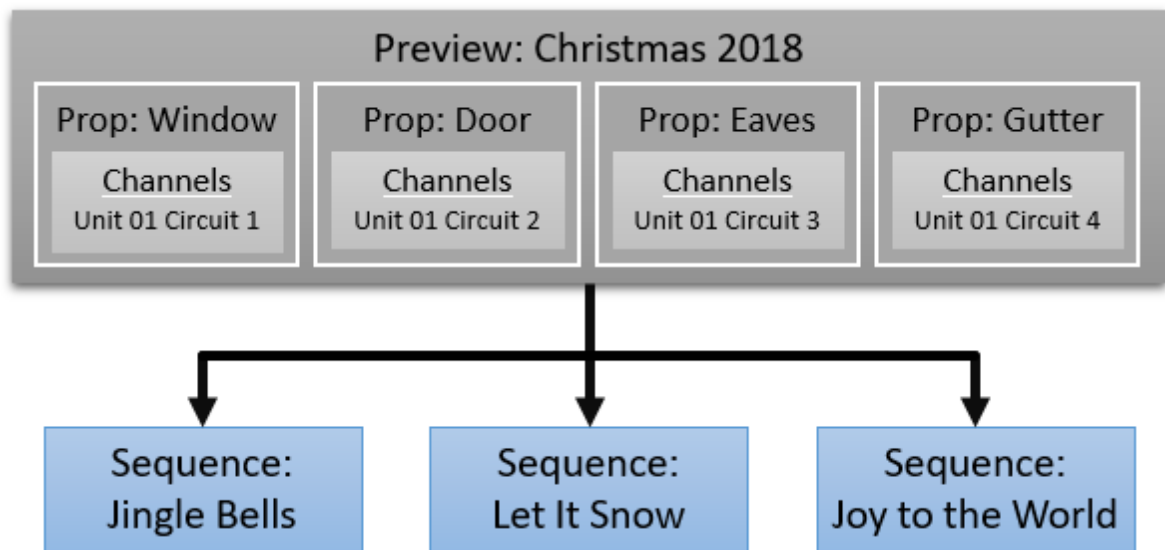 Preview: Christmas 2018
Prop: Window
Channels
Unit 01 Circuit 1
Prop: Door
Channels
Unit 01 Circuit 2
Prop: Eaves
Channels
Unit 01 Circuit 3
Prop: Gutter
Channels
Unit 01 Circuit 4
Sequence:
Jingle Bells
Sequence:
Let It Snow
Sequence:
Joy to the World